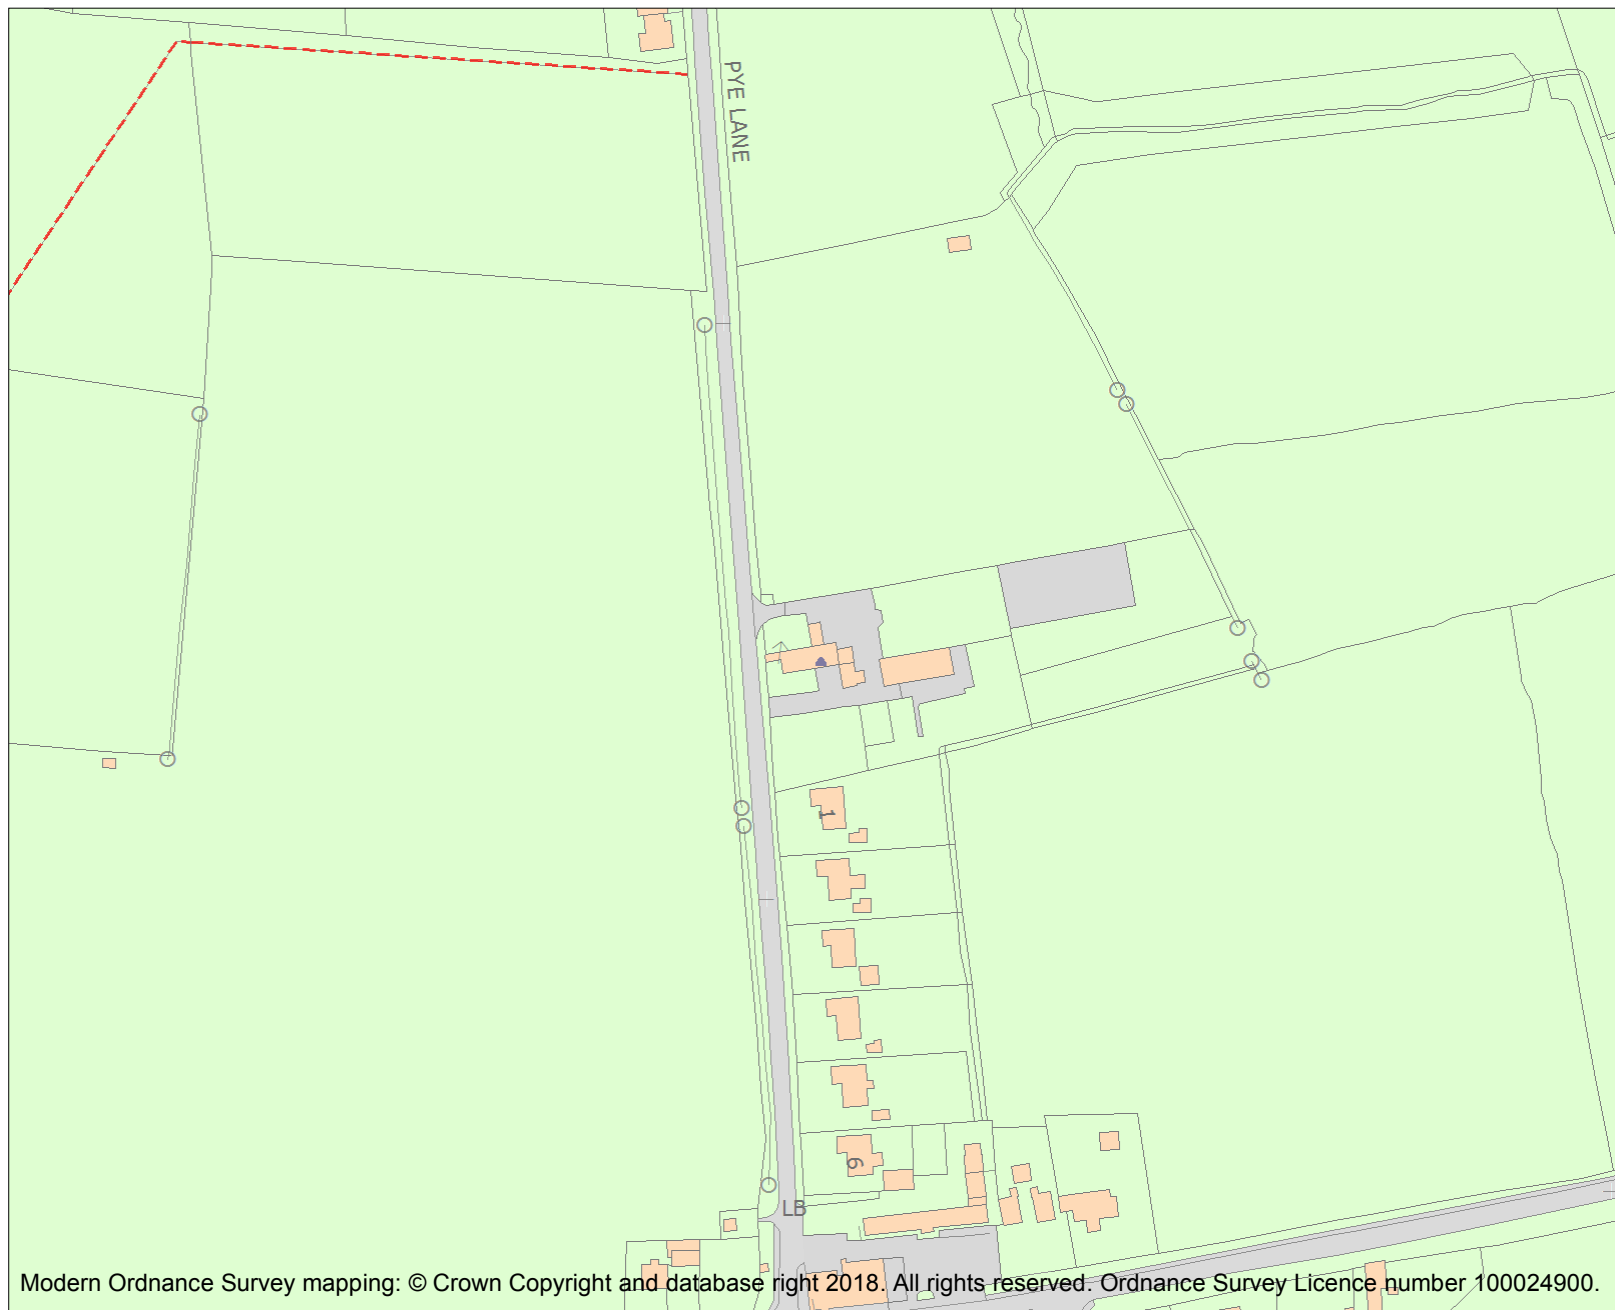 PYE LANE
1
6
LB
Modern Ordnance Survey mapping: © Crown Copyright and database right 2018. All rights reserved. Ordnance Survey Licence number 100024900.